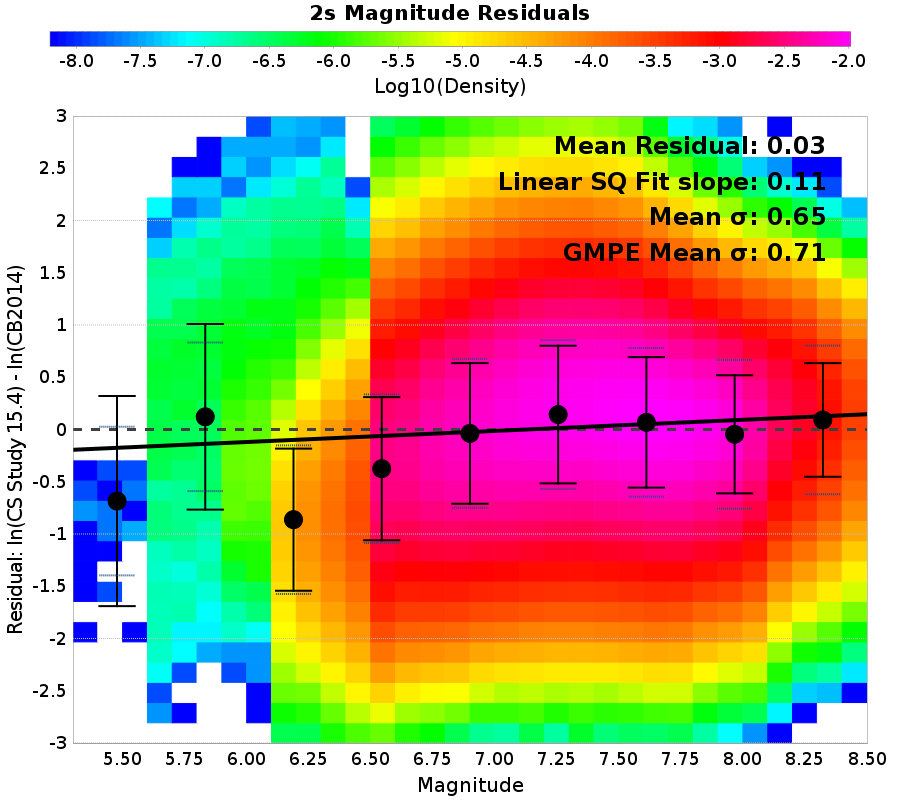 2s Magnitude Residuals
-8.0 -7.5 -7.0 -6.5 -6.0 -5.5 -5.0 -4.5 -4.0 -3.5 -3.0 -2.5 -2.0
Log10(Density)
Mean Residual: 0.03
Linear SQ Fit slope: 0.11
Mean σ: 0.65
GMPE Mean σ: 0.71
Residual: ln(CS Study 15.4) - ln(CB2014)
3
2.5
2
1.5
1
0.5
0
-0.5
-1
-1.5
-2
-2.5
-3
5.50 5.75 6.00 6.25 6.50 6.75 7.00 7.25 7.50 7.75 8.00 8.25 8.50
Magnitude